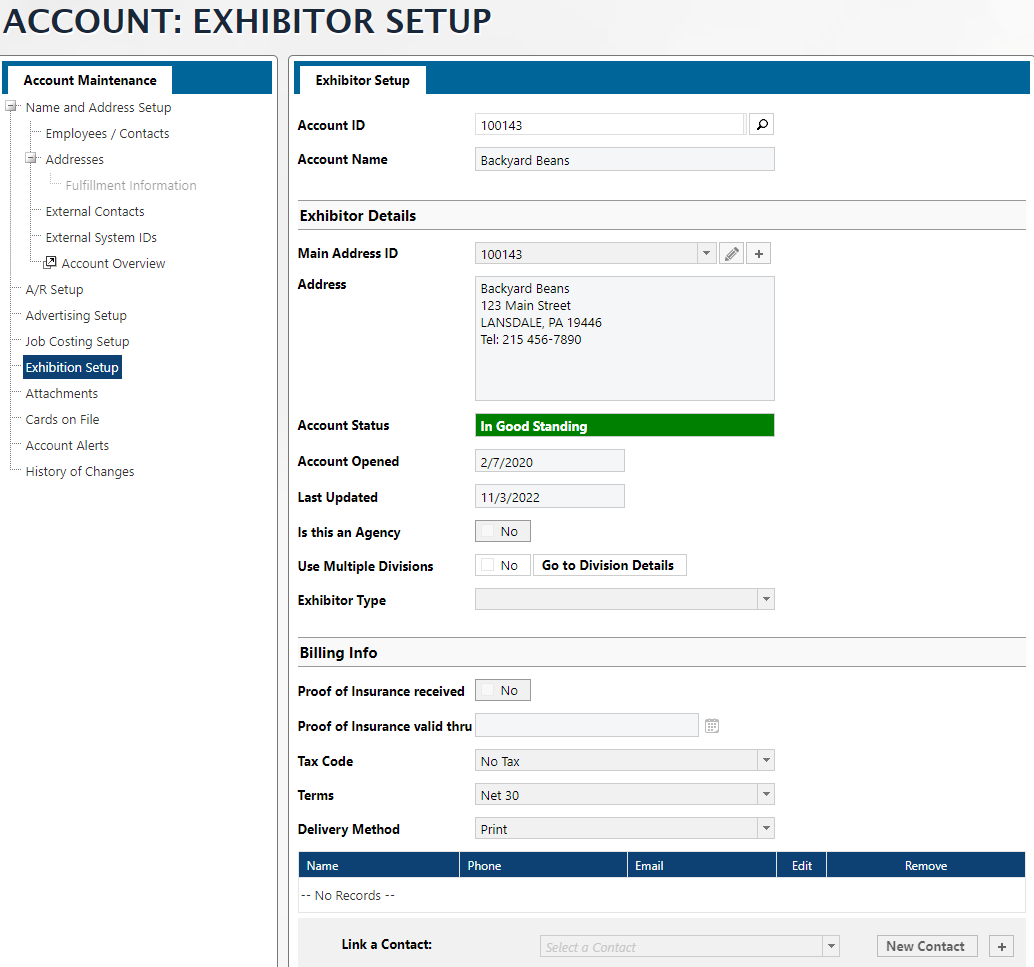 ACCOUNT: EXHIBITOR SETUP
Account Maintenance
Name and Address Setup
Employees / Contacts
Addresses
Fulfillment Information
External Contacts
External System IDs
Account Overview
A/R Setup
Advertising Setup
Job Costing Setup
Exhibition Setup
Attachments
Cards on File
Account Alerts
History of Changes
Exhibitor Setup
Account ID 100143
Account Name Backyard Beans
Exhibitor Details
Main Address ID 100143 +
Address Backyard Beans
123 Main Street
LANSDALE, PA 19446
Tel: 215 456-7890
Account Status In Good Standing
Account Opened 2/7/2020
Last Updated 11/3/2022
Is this an Agency No
Use Multiple Divisions No Go to Division Details
Exhibitor Type
Billing Info
Proof of Insurance received No
Proof of Insurance valid thru
Tax Code No Tax
Terms Net 30
Delivery Method Print
Name Phone Email Edit Remove
-- No Records --
Link a Contact: Select a Contact New Contact +